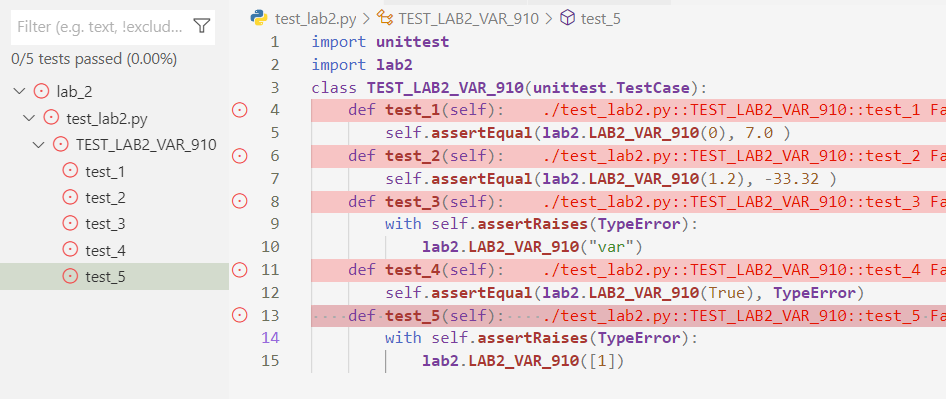 Filter (e.g. text, !exclud...
0/5 tests passed (0.00%)
lab_2
test_lab2.py
TEST_LAB2_VAR_910
test_1
test_2
test_3
test_4
test_5
test_lab2.py > TEST_LAB2_VAR_910 > test_5
1 import unittest
2 import lab2
3 class TEST_LAB2_VAR_910(unittest.TestCase):
4 def test_1(self): ./test_lab2.py::TEST_LAB2_VAR_910::test_1 Fa
5 self.assertEqual(lab2.LAB2_VAR_910(0), 7.0 )
6 def test_2(self): ./test_lab2.py::TEST_LAB2_VAR_910::test_2 Fa
7 self.assertEqual(lab2.LAB2_VAR_910(1.2), -33.32 )
8 def test_3(self): ./test_lab2.py::TEST_LAB2_VAR_910::test_3 Fa
9 with self.assertRaises(TypeError):
10 lab2.LAB2_VAR_910("var")
11 def test_4(self): ./test_lab2.py::TEST_LAB2_VAR_910::test_4 Fa
12 self.assertEqual(lab2.LAB2_VAR_910(True), TypeError)
13 def test_5(self): ./test_lab2.py::TEST_LAB2_VAR_910::test_5 Fa
14 with self.assertRaises(TypeError):
15 lab2.LAB2_VAR_910([1])